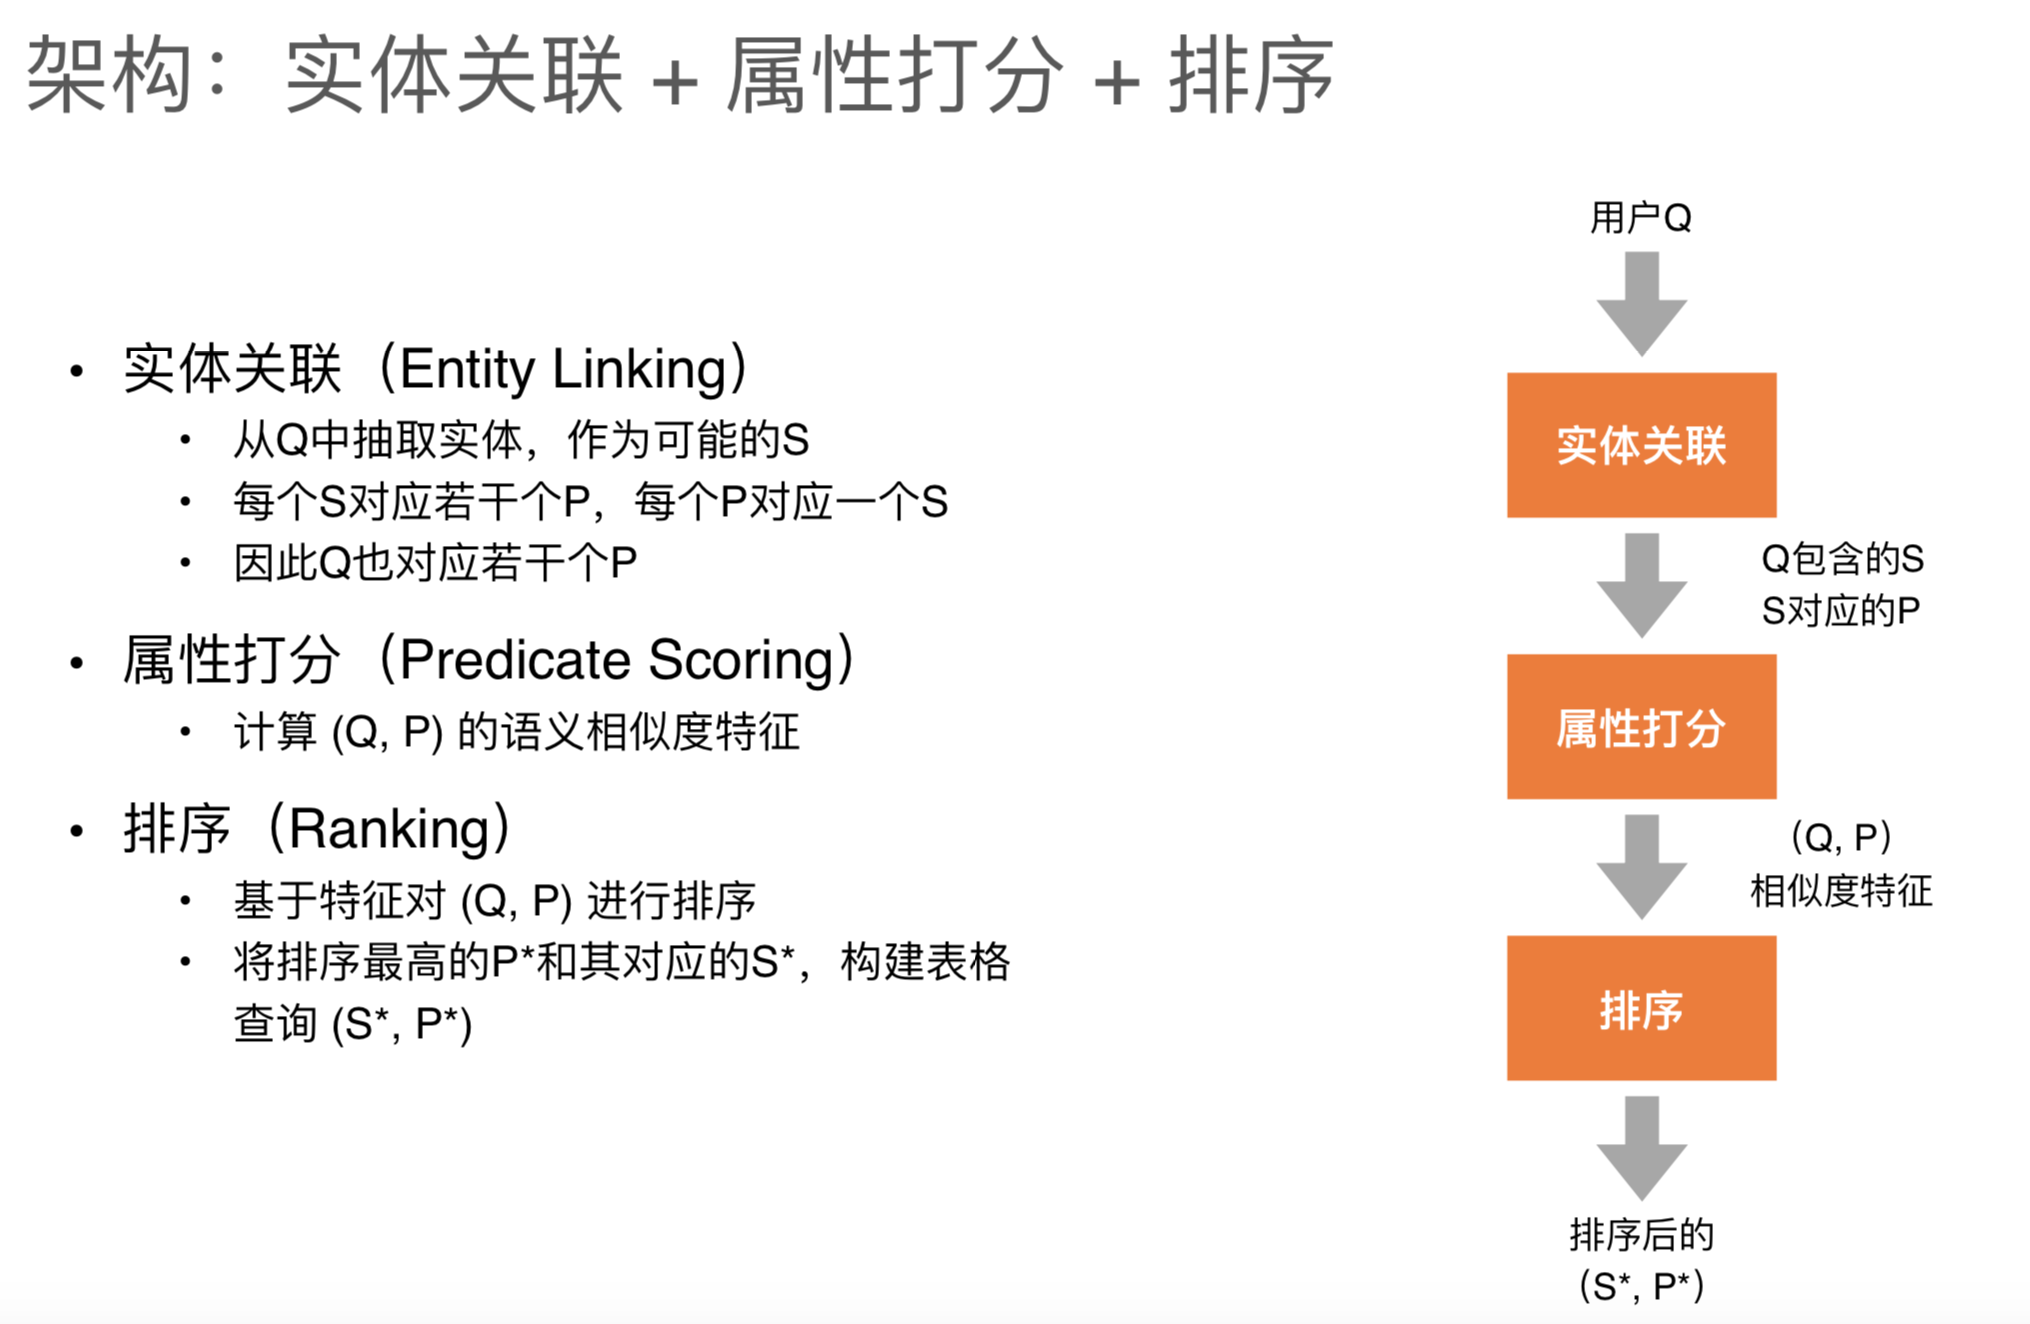 架构：实体关联 + 属性打分 + 排序
• 实体关联（Entity Linking）
• 从Q中抽取实体，作为可能的S
• 每个S对应若干个P，每个P对应一个S
• 因此Q也对应若干个P
• 属性打分（Predicate Scoring）
• 计算 (Q, P) 的语义相似度特征
• 排序（Ranking）
• 基于特征对 (Q, P) 进行排序
• 将排序最高的P*和其对应的S*，构建表格
查询 (S*, P*)
用户Q
实体关联
Q包含的S
S对应的P
属性打分
（Q, P）
相似度特征
排序
排序后的
（S*, P*）